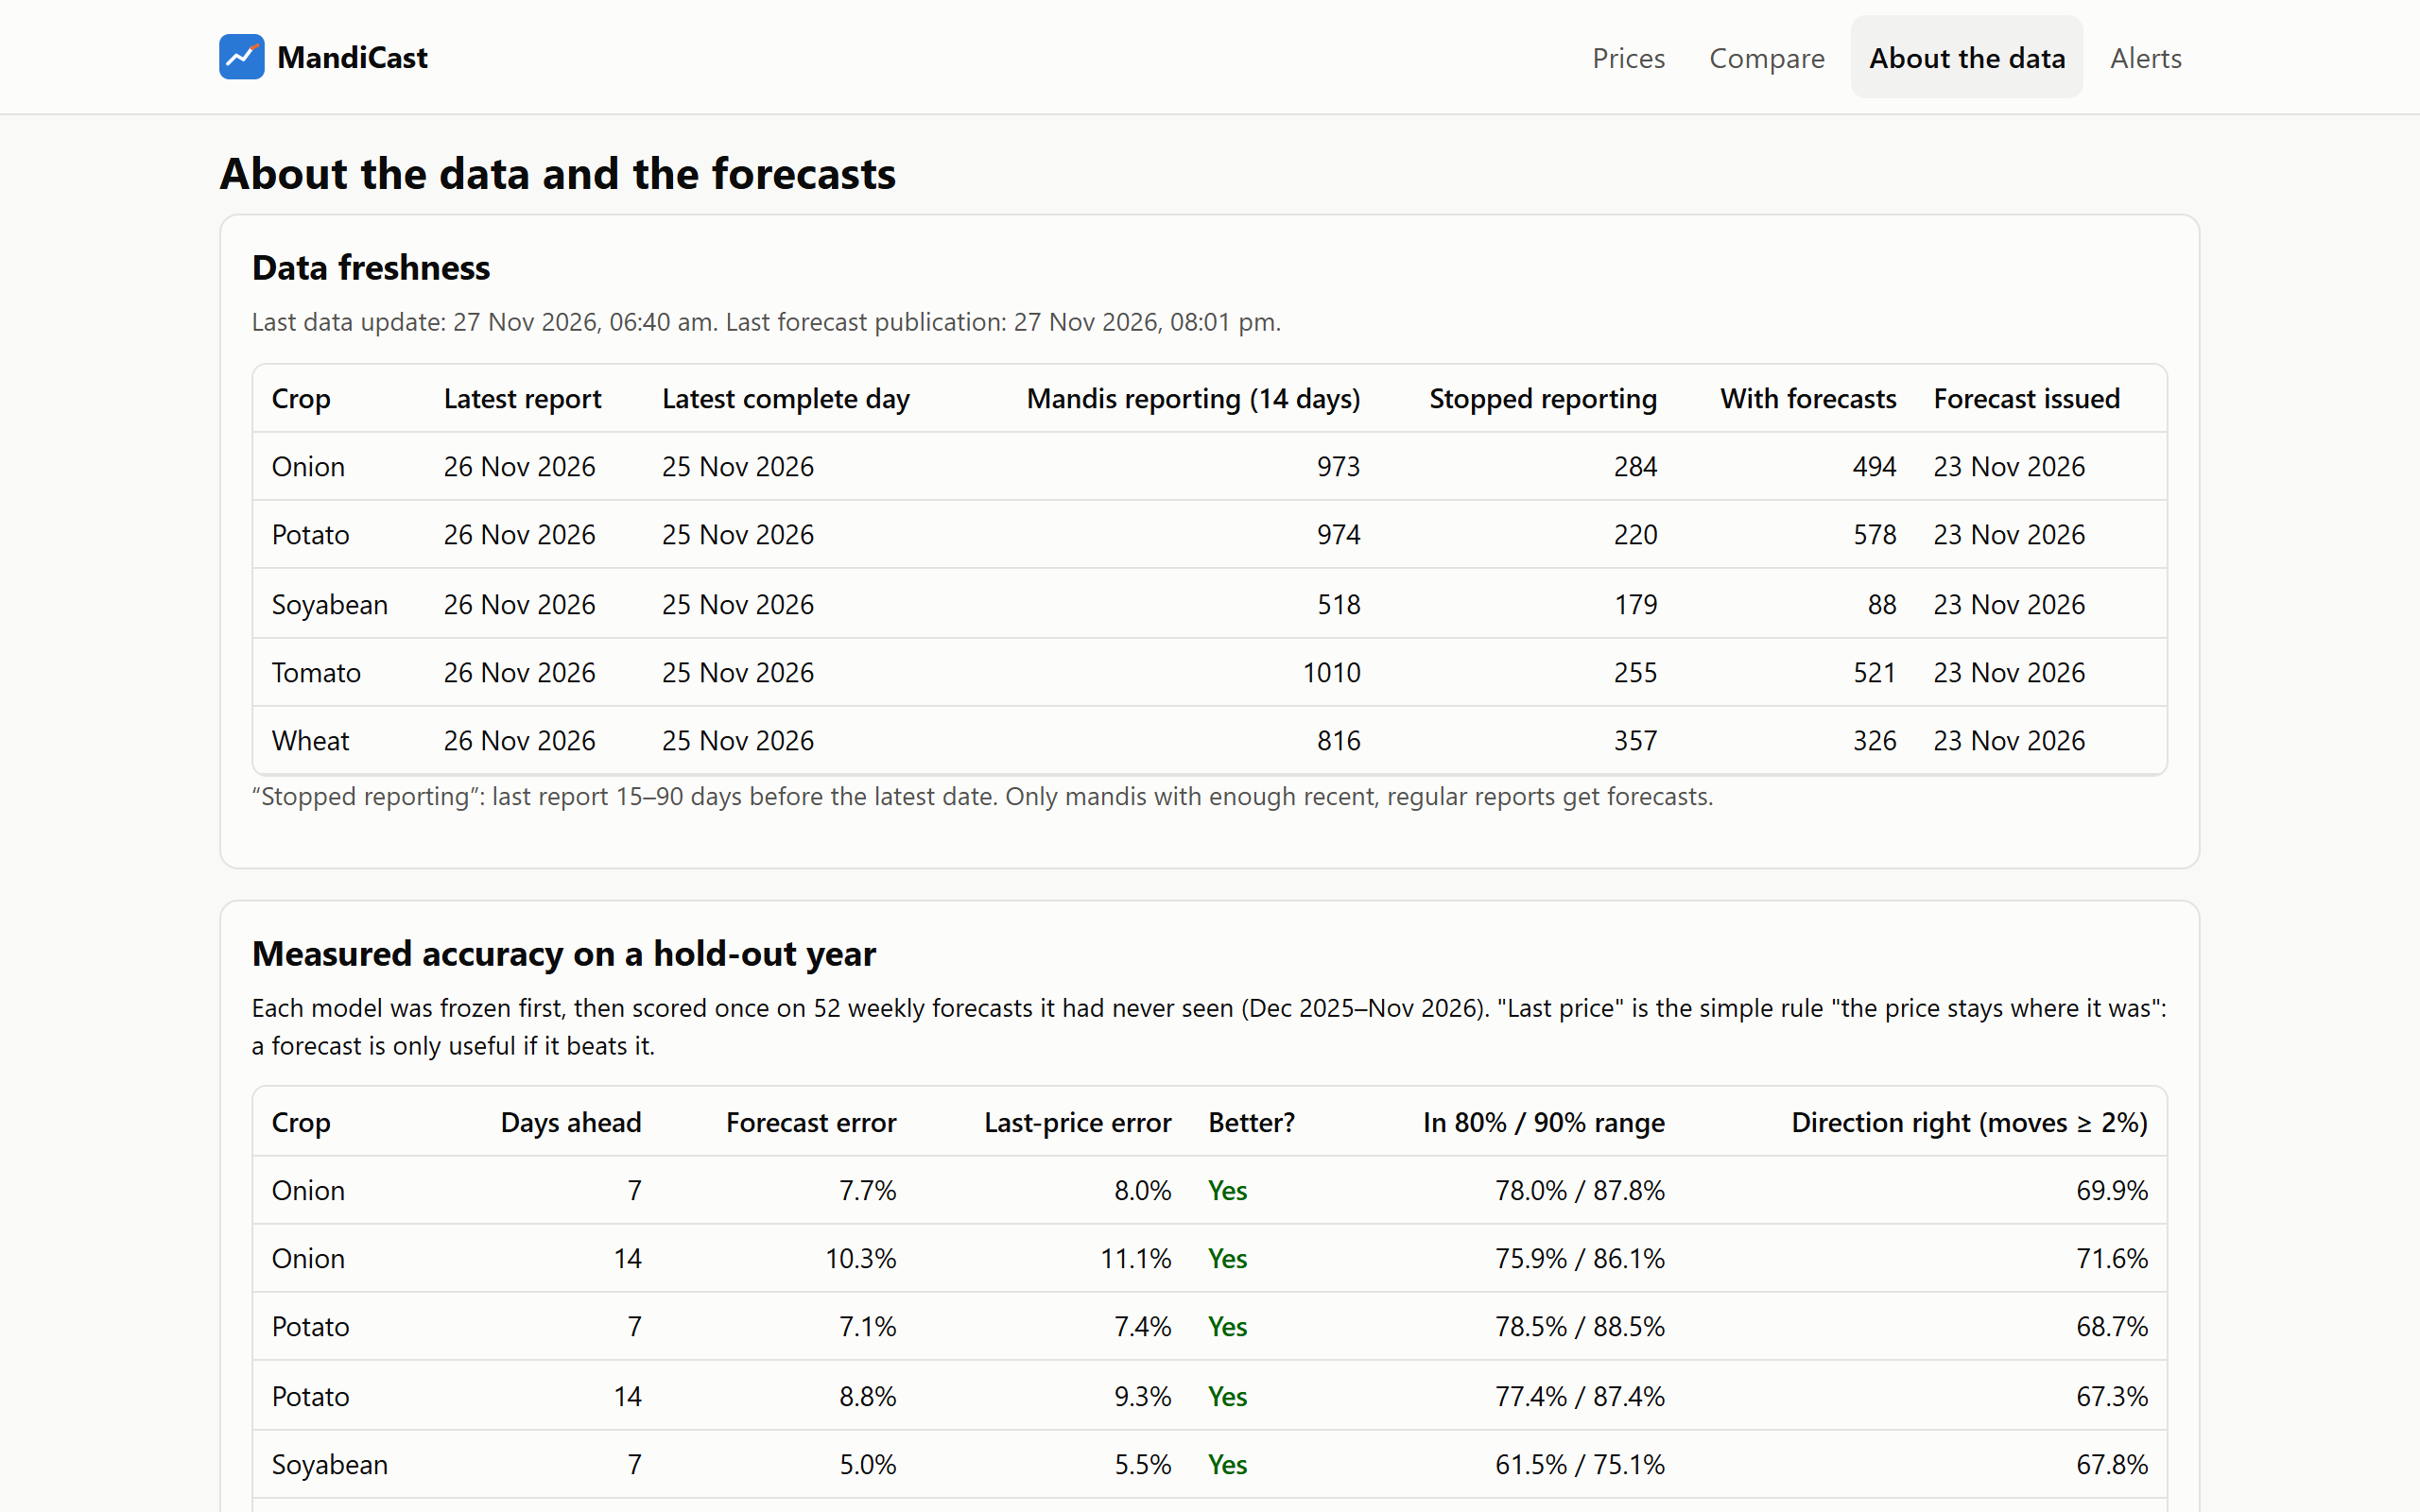 MandiCast
Prices Compare About the data Alerts
About the data and the forecasts
Data freshness
Last data update: 27 Nov 2026, 06:40 am. Last forecast publication: 27 Nov 2026, 08:01 pm.
Crop Latest report Latest complete day Mandis reporting (14 days) Stopped reporting With forecasts Forecast issued
Onion 26 Nov 2026 25 Nov 2026 973 284 494 23 Nov 2026
Potato 26 Nov 2026 25 Nov 2026 974 220 578 23 Nov 2026
Soyabean 26 Nov 2026 25 Nov 2026 518 179 88 23 Nov 2026
Tomato 26 Nov 2026 25 Nov 2026 1010 255 521 23 Nov 2026
Wheat 26 Nov 2026 25 Nov 2026 816 357 326 23 Nov 2026
“Stopped reporting”: last report 15–90 days before the latest date. Only mandis with enough recent, regular reports get forecasts.
Measured accuracy on a hold-out year
Each model was frozen first, then scored once on 52 weekly forecasts it had never seen (Dec 2025–Nov 2026). "Last price" is the simple rule "the price stays where it was":
a forecast is only useful if it beats it.
Crop Days ahead Forecast error Last-price error Better? In 80% / 90% range Direction right (moves ≥ 2%)
Onion 7 7.7% 8.0% Yes 78.0% / 87.8% 69.9%
Onion 14 10.3% 11.1% Yes 75.9% / 86.1% 71.6%
Potato 7 7.1% 7.4% Yes 78.5% / 88.5% 68.7%
Potato 14 8.8% 9.3% Yes 77.4% / 87.4% 67.3%
Soyabean 7 5.0% 5.5% Yes 61.5% / 75.1% 67.8%